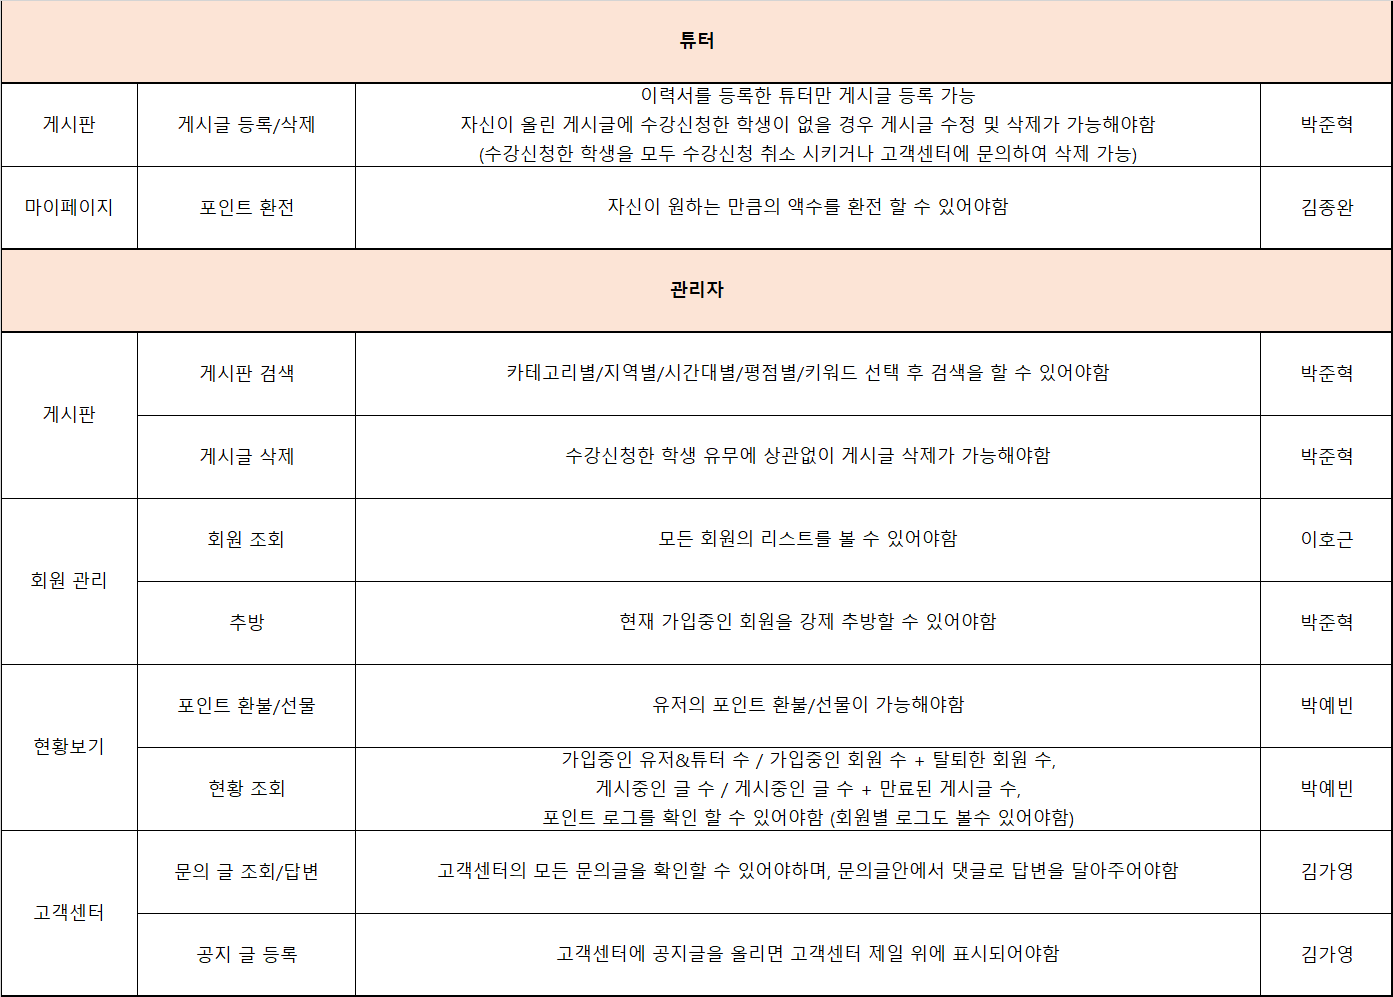 튜터
게시판
게시글 등록/삭제
이력서를 등록한 튜터만 게시글 등록 가능
자신이 올린 게시글에 수강신청한 학생이 없을 경우 게시글 수정 및 삭제가 가능해야함
(수강신청한 학생을 모두 수강신청 취소 시키거나 고객센터에 문의하여 삭제 가능)
박준혁
마이페이지
포인트 환전
자신이 원하는 만큼의 액수를 환전 할 수 있어야함
김종완
관리자
게시판
게시판 검색
카테고리별/지역별/시간대별/평점별/키워드 선택 후 검색을 할 수 있어야함
박준혁
게시글 삭제
수강신청한 학생 유무에 상관없이 게시글 삭제가 가능해야함
박준혁
회원 관리
회원 조회
모든 회원의 리스트를 볼 수 있어야함
이호근
추방
현재 가입중인 회원을 강제 추방할 수 있어야함
박준혁
현황보기
포인트 환불/선물
유저의 포인트 환불/선물이 가능해야함
박예빈
현황 조회
가입중인 유저&튜터 수 / 가입중인 회원 수 + 탈퇴한 회원 수,
게시중인 글 수 / 게시중인 글 수 + 만료된 게시글 수,
포인트 로그를 확인 할 수 있어야함 (회원별 로그도 볼수 있어야함)
박예빈
고객센터
문의 글 조회/답변
고객센터의 모든 문의글을 확인할 수 있어야하며, 문의글안에서 댓글로 답변을 달아주어야함
김가영
공지 글 등록
고객센터에 공지글을 올리면 고객센터 제일 위에 표시되어야함
김가영